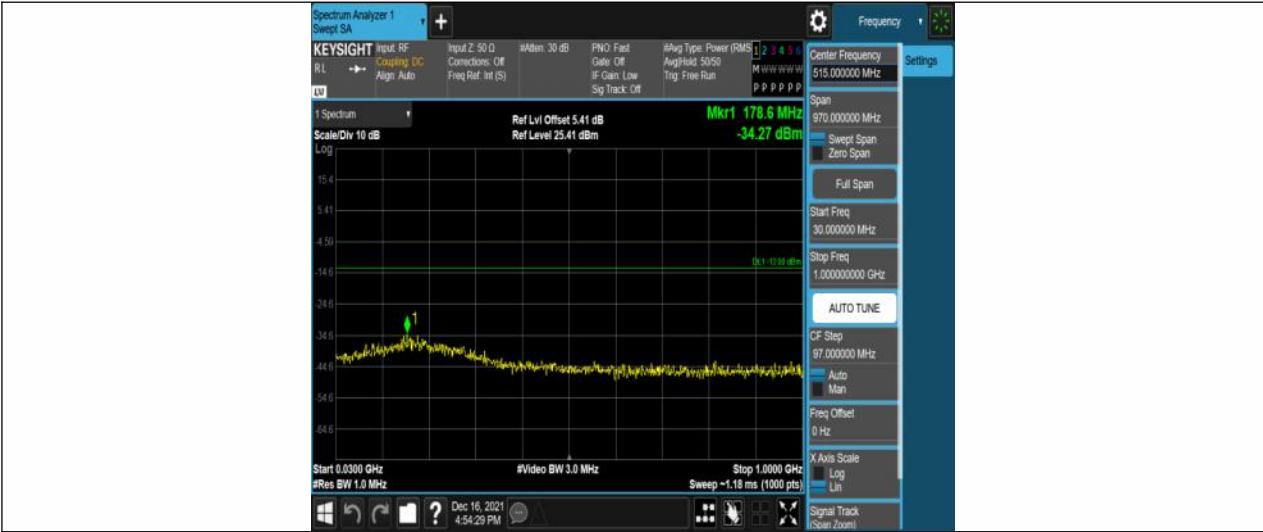 Spectrum Analyzer 1
Swept SA
+
Frequency
KEYSIGHT
Input: RF
Coupling: DC
Align: Auto
Input Z: 50 Ω
Corrections: Off
Freq Ref: Int (S)
#Atten: 30 dB
PNO: Fast
Gate: Off
IF Gain: Low
Sig Track: Off
#Avg Type: Power (RMS
Avg|Hold: 50/50
Trig: Free Run
1 2 3 4 5 6
M W W W W W
P P P P P P
R L
LVI
Center Frequency
515.000000 MHz
Settings
1 Spectrum
Scale/Div 10 dB
Ref Lvl Offset 5.41 dB
Ref Level 25.41 dBm
Mkr1 178.6 MHz
-34.27 dBm
Log
15.4
5.41
-4.59
-14.6
-24.6
-34.6
-44.6
-54.6
-64.6
DL1 -13.00 dBm
1
Span
970.000000 MHz
Swept Span
Zero Span
Full Span
Start Freq
30.000000 MHz
Stop Freq
1.000000000 GHz
AUTO TUNE
CF Step
97.000000 MHz
Auto
Man
Freq Offset
0 Hz
X Axis Scale
Log
Lin
Signal Track
(Span Zoom)
Start 0.0300 GHz
#Res BW 1.0 MHz
#Video BW 3.0 MHz
Stop 1.0000 GHz
Sweep ~1.18 ms (1000 pts)
?
Dec 16, 2021
4:54:29 PM